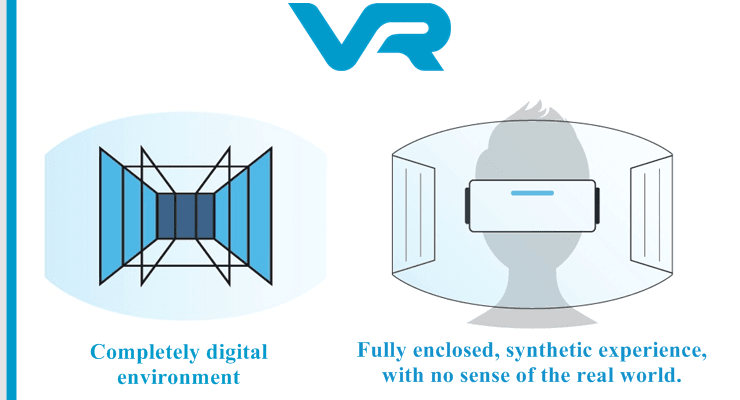 VR
Completely digital
environment
Fully enclosed, synthetic experience,
with no sense of the real world.